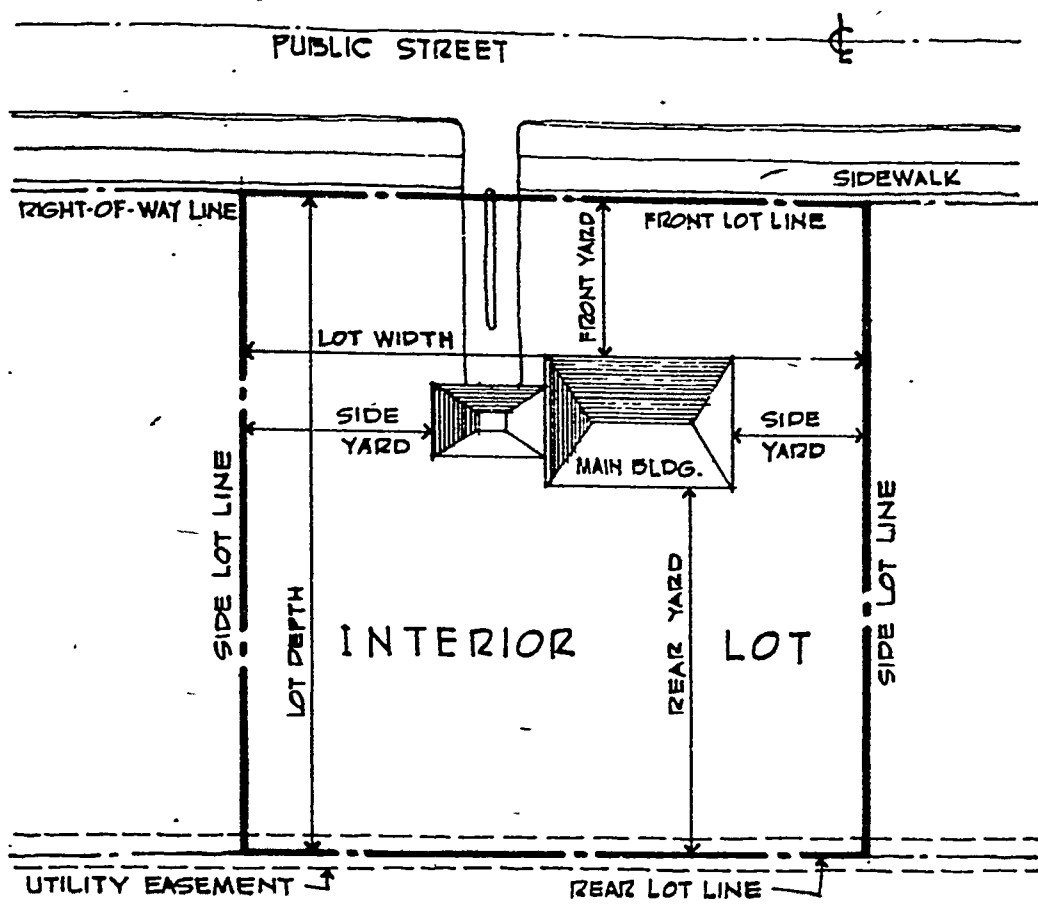 PUBLIC STREET
℄
SIDEWALK
RIGHT-OF-WAY LINE
FRONT LOT LINE
FRONT YARD
LOT WIDTH
SIDE
YARD
SIDE
YARD
MAIN BLDG.
SIDE LOT LINE
LOT DEPTH
INTERIOR LOT
REAR YARD
SIDE LOT LINE
UTILITY EASEMENT
REAR LOT LINE